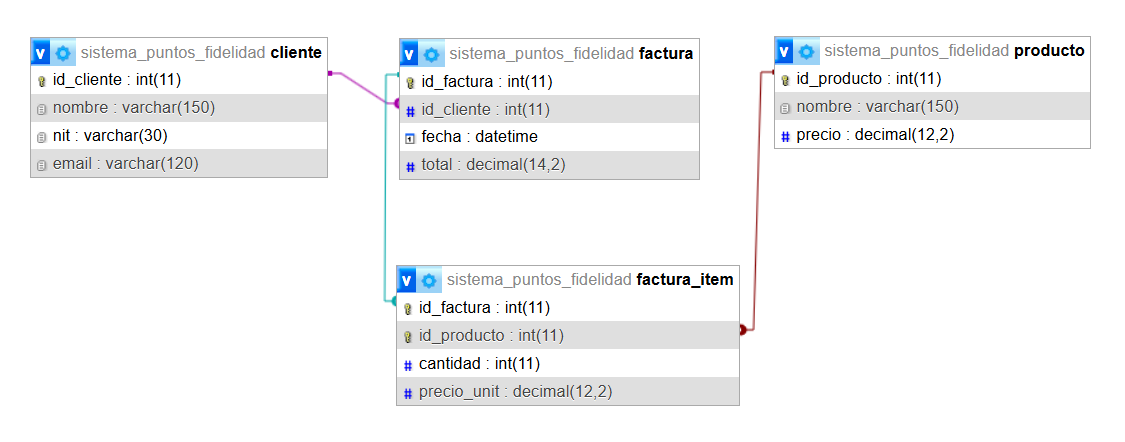 sistema_puntos_fidelidad cliente
id_cliente : int(11)
nombre : varchar(150)
nit : varchar(30)
email : varchar(120)
sistema_puntos_fidelidad factura
id_factura : int(11)
id_cliente : int(11)
fecha : datetime
total : decimal(14,2)
sistema_puntos_fidelidad producto
id_producto : int(11)
nombre : varchar(150)
precio : decimal(12,2)
sistema_puntos_fidelidad factura_item
id_factura : int(11)
id_producto : int(11)
cantidad : int(11)
precio_unit : decimal(12,2)